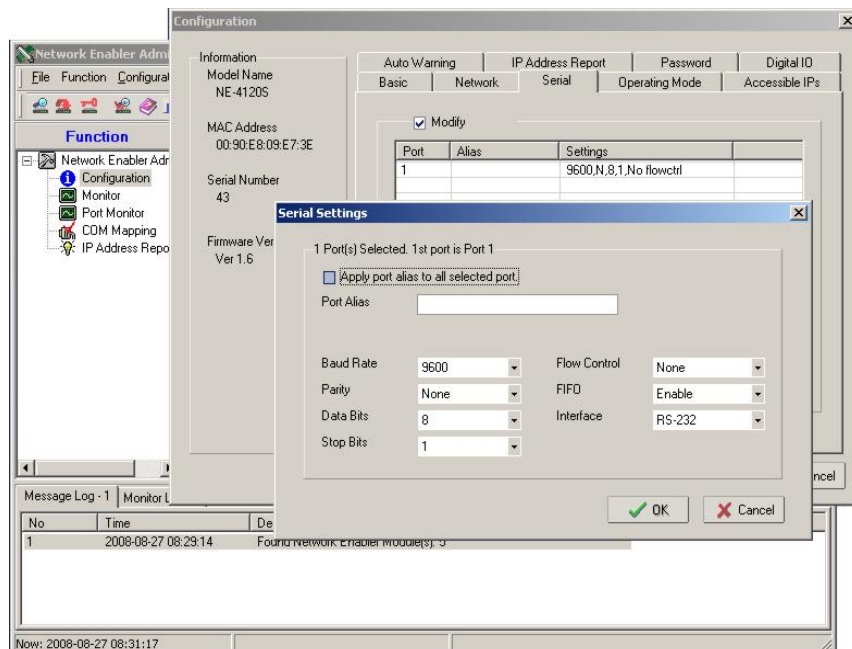 Configuration
Network Enabler Admi
File Function Configurat
Function
Network Enabler Adr
Configuration
Monitor
Port Monitor
COM Mapping
IP Address Repo
Information
Model Name
NE-4120S
MAC Address
00:90:E8:09:E7:3E
Serial Number
43
Firmware Ver
Ver 1.6
Auto Warning IP Address Report Password Digital IO
Basic Network Serial Operating Mode Accessible IPs
Modify
Port Alias Settings
1 9600,N,8,1,No flowctrl
Serial Settings
1 Port(s) Selected. 1st port is Port 1
Apply port alias to all selected port.
Port Alias
Baud Rate 9600 Flow Control None
Parity None FIFO Enable
Data Bits 8 Interface RS-232
Stop Bits 1
OK Cancel
ncel
Message Log - 1 Monitor L
No Time De
1 2008-08-27 08:29:14 Found Network Enabler Module(s): 5
Now: 2008-08-27 08:31:17